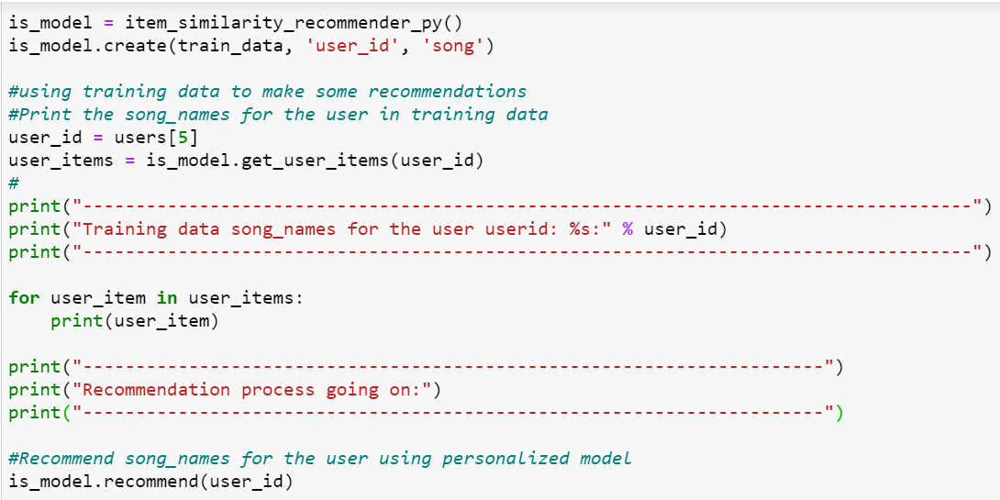 is_model = item_similarity_recommender_py()
is_model.create(train_data, 'user_id', 'song')
#using training data to make some recommendations
#Print the song_names for the user in training data
user_id = users[5]
user_items = is_model.get_user_items(user_id)
#
print("------------------------------------------------------------------------------------")
print("Training data song_names for the user userid: %s:" % user_id)
print("------------------------------------------------------------------------------------")
for user_item in user_items:
    print(user_item)
print("----------------------------------------------------------------------")
print("Recommendation process going on:")
print("----------------------------------------------------------------------")
#Recommend song_names for the user using personalized model
is_model.recommend(user_id)